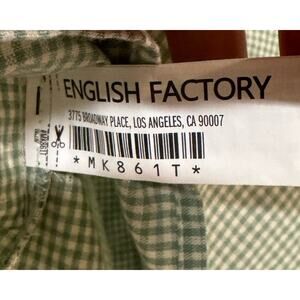 ENGLISH FACTORY
3775 BROADWAY PLACE, LOS ANGELES, CA 90007
*MK861T*